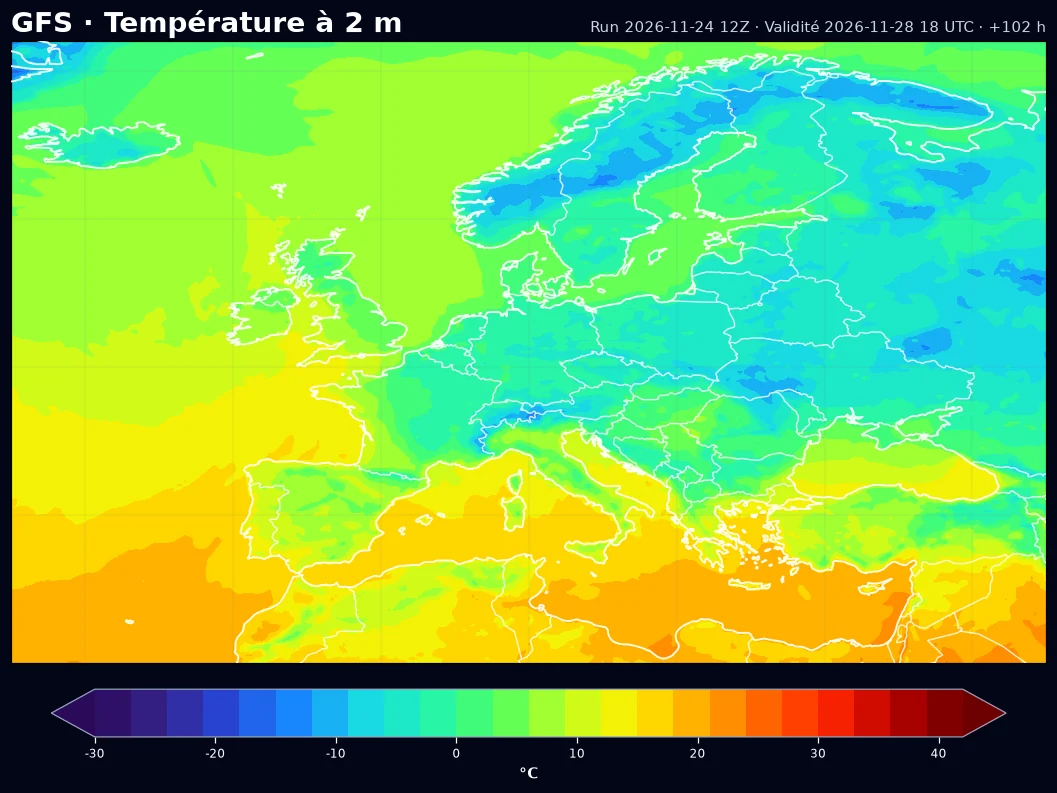 GFS · Température à 2 m
Run 2026-11-24 12Z · Validité 2026-11-28 18 UTC · +102 h
-30 -20 -10 0 10 20 30 40
°C